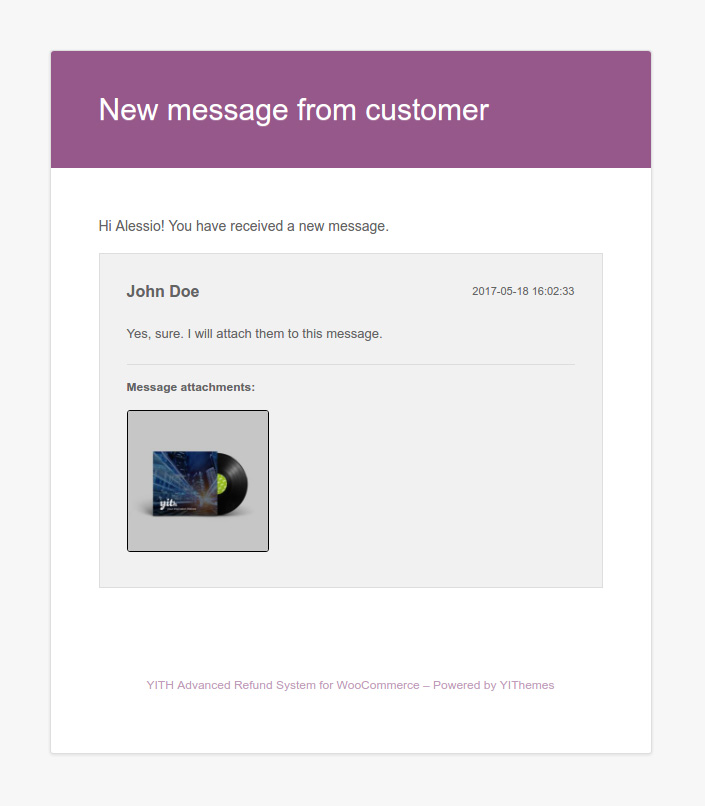 New message from customer
Hi Alessio! You have received a new message.
John Doe
2017-05-18 16:02:33
Yes, sure. I will attach them to this message.
Message attachments:
yith
YITH Advanced Refund System for WooCommerce – Powered by YIThemes